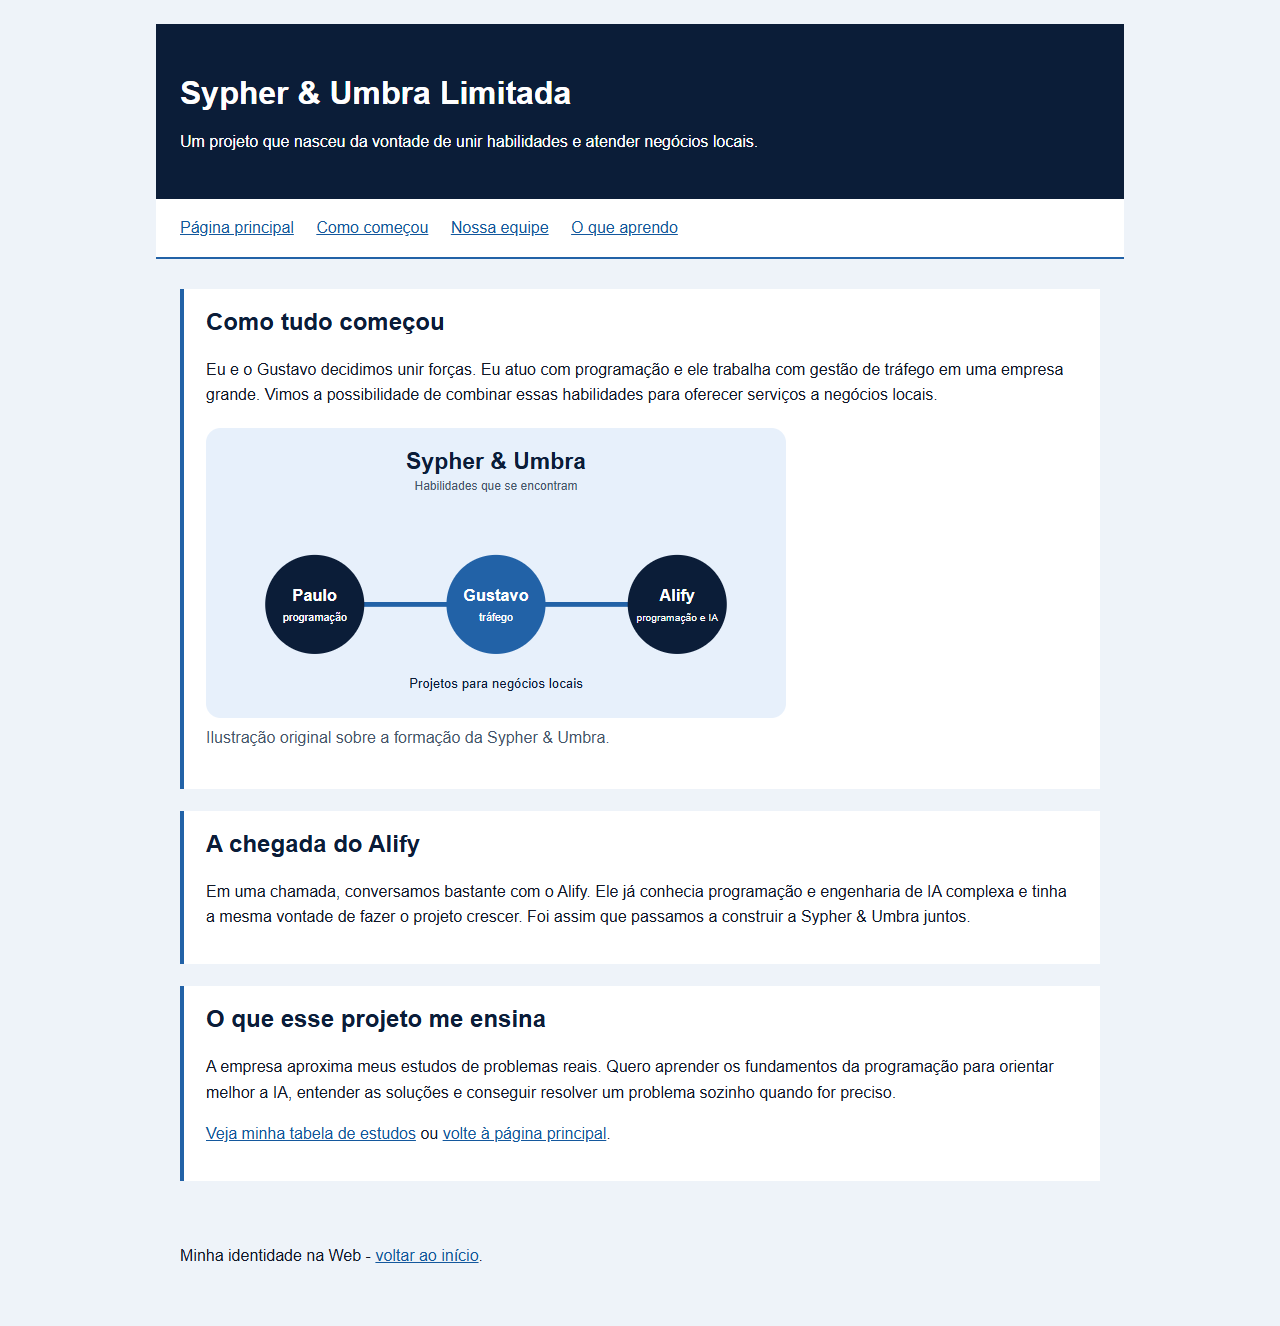 Sypher & Umbra Limitada
Um projeto que nasceu da vontade de unir habilidades e atender negócios locais.
Página principal Como começou Nossa equipe O que aprendo
Como tudo começou
Eu e o Gustavo decidimos unir forças. Eu atuo com programação e ele trabalha com gestão de tráfego em uma empresa
grande. Vimos a possibilidade de combinar essas habilidades para oferecer serviços a negócios locais.
Sypher & Umbra
Habilidades que se encontram
Paulo
programação
Gustavo
tráfego
Alify
programação e IA
Projetos para negócios locais
Ilustração original sobre a formação da Sypher & Umbra.
A chegada do Alify
Em uma chamada, conversamos bastante com o Alify. Ele já conhecia programação e engenharia de IA complexa e tinha
a mesma vontade de fazer o projeto crescer. Foi assim que passamos a construir a Sypher & Umbra juntos.
O que esse projeto me ensina
A empresa aproxima meus estudos de problemas reais. Quero aprender os fundamentos da programação para orientar
melhor a IA, entender as soluções e conseguir resolver um problema sozinho quando for preciso.
Veja minha tabela de estudos ou volte à página principal.
Minha identidade na Web - voltar ao início.